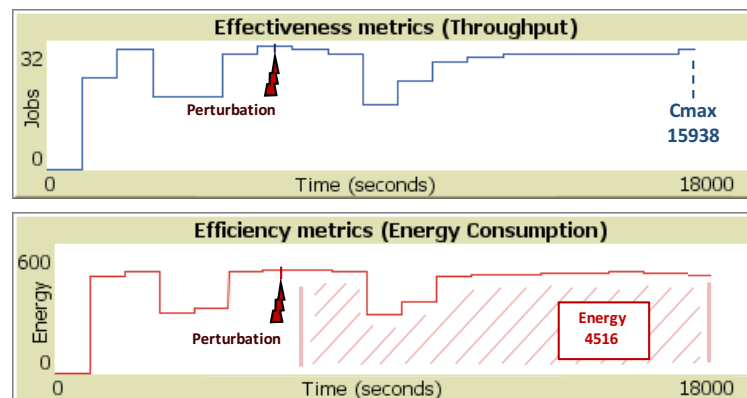 Effectiveness metrics (Throughput)
32
Jobs
0
Perturbation
Cmax
15938
0
Time (seconds)
18000
Efficiency metrics (Energy Consumption)
600
Energy
0
Perturbation
Energy
4516
0
Time (seconds)
18000